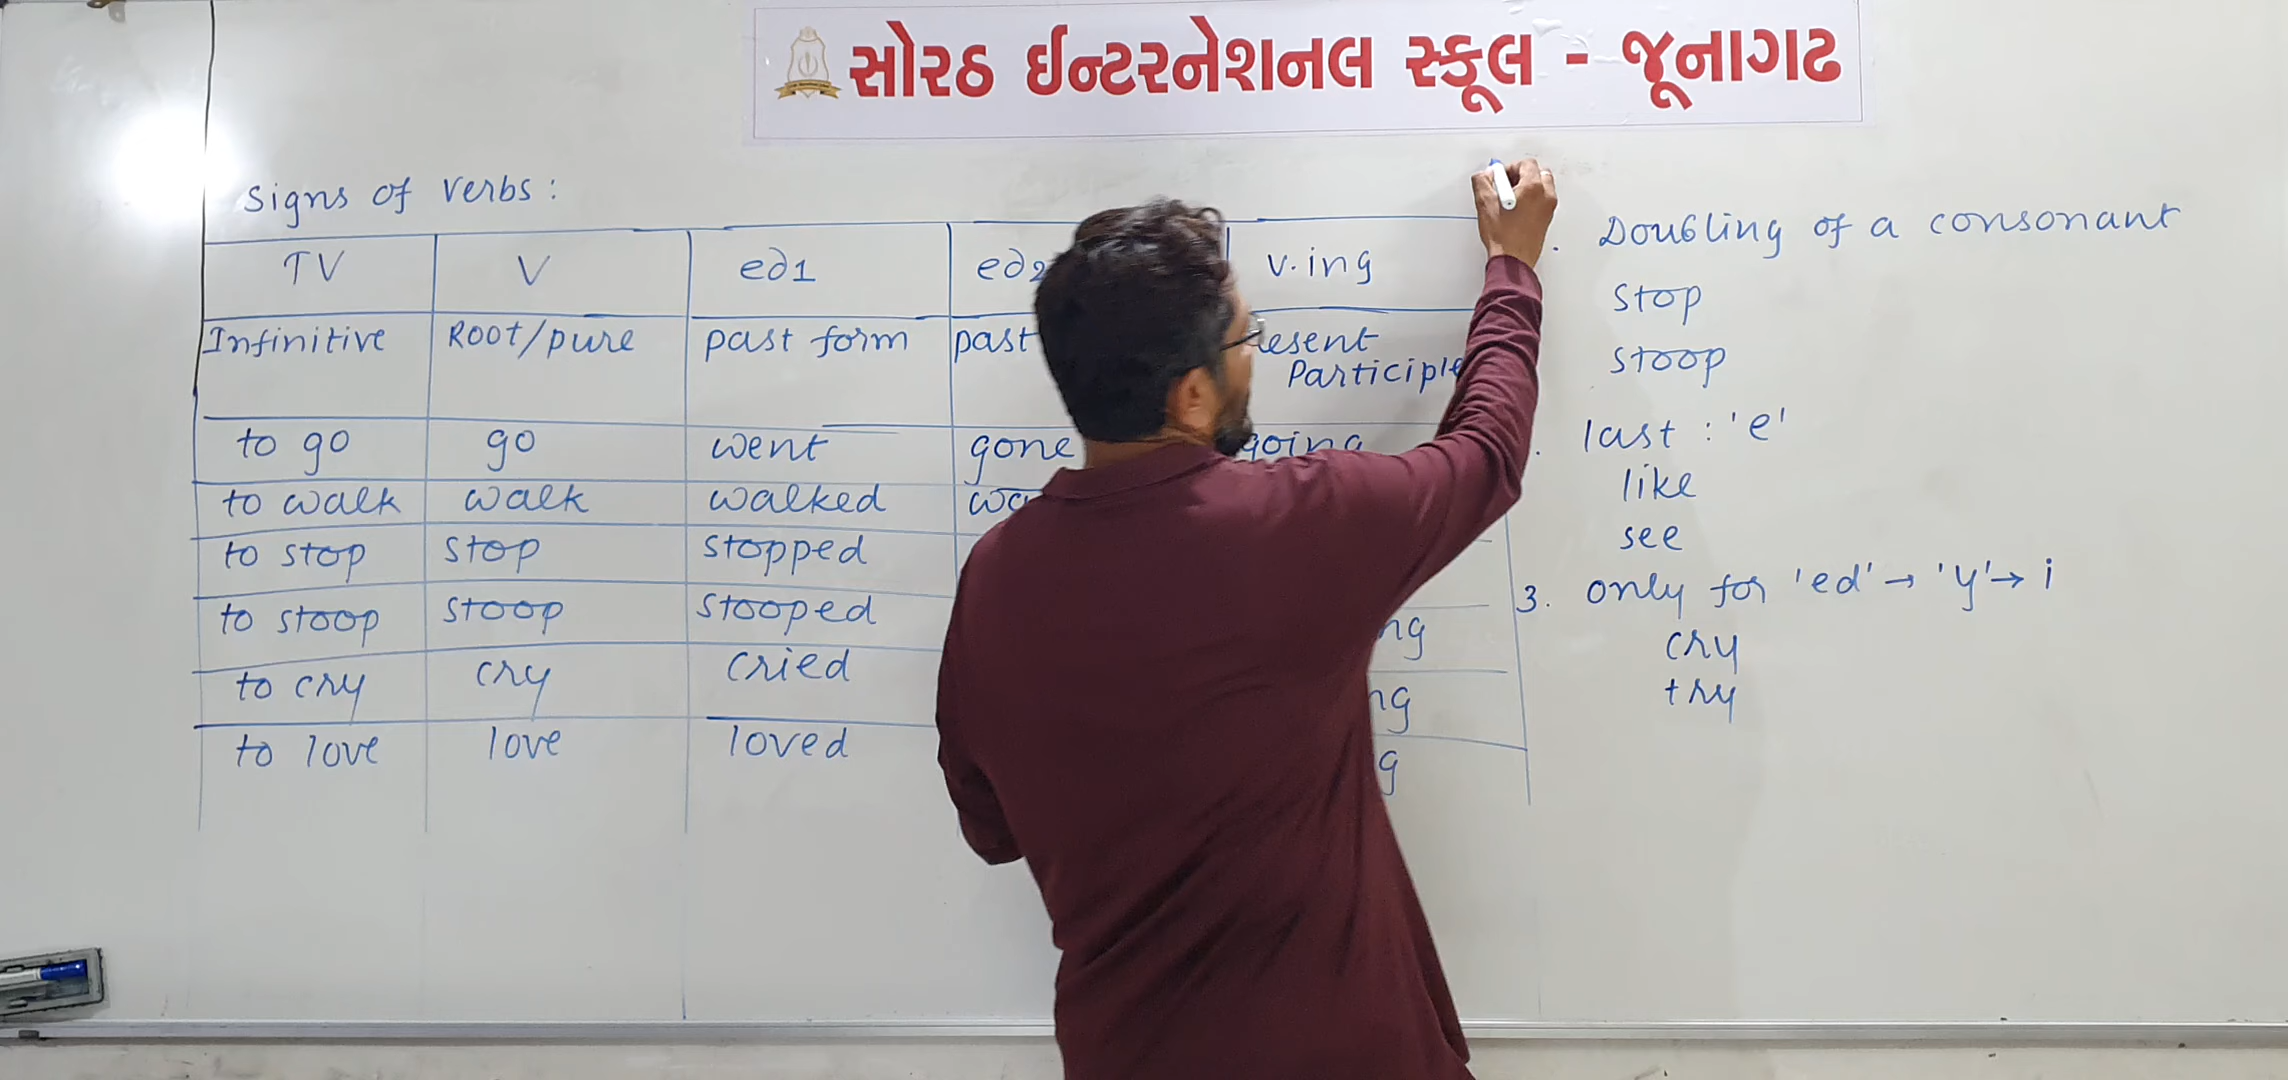 સોરઠ ઈન્ટરનેશનલ સ્કૂલ - જૂનાગઢ
Signs of verbs:
TV V ed1 ed2 v.ing
Infinitive Root/pure past form past Participle
to go go went gone going
to walk walk walked
to stop stop stopped
to stoop stoop stooped
to cry cry cried
to love love loved
Doubling of a consonant
stop
stoop
last : 'e'
like
see
3. only for 'ed' → 'y' → i
cry
try